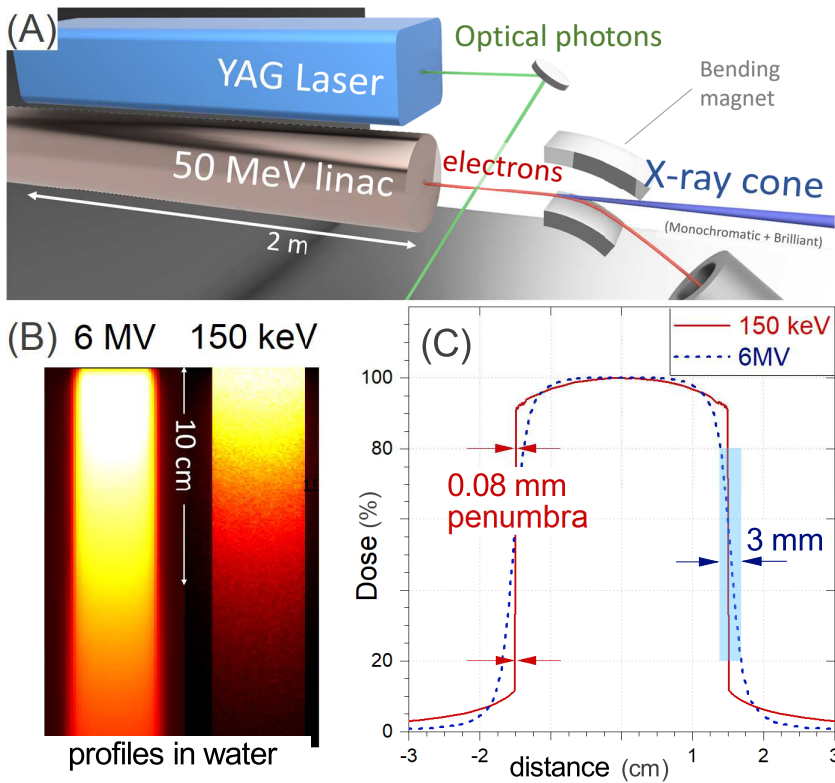 (A)
YAG Laser
Optical photons
Bending
magnet
50 MeV linac
electrons
X-ray cone
(Monochromatic + Brilliant)
2 m
(B) 6 MV 150 keV
10 cm
profiles in water
(C)
150 keV
6MV
100
80
20
0
Dose (%)
0.08 mm
penumbra
3 mm
-3 -2 1 2 3
distance (cm)